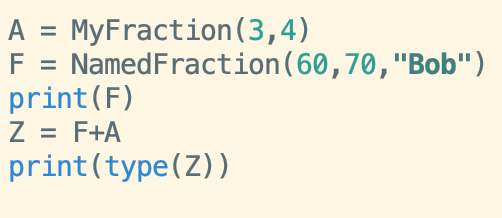 A = MyFraction(3,4)
F = NamedFraction(60,70,"Bob")
print(F)
Z = F+A
print(type(Z))